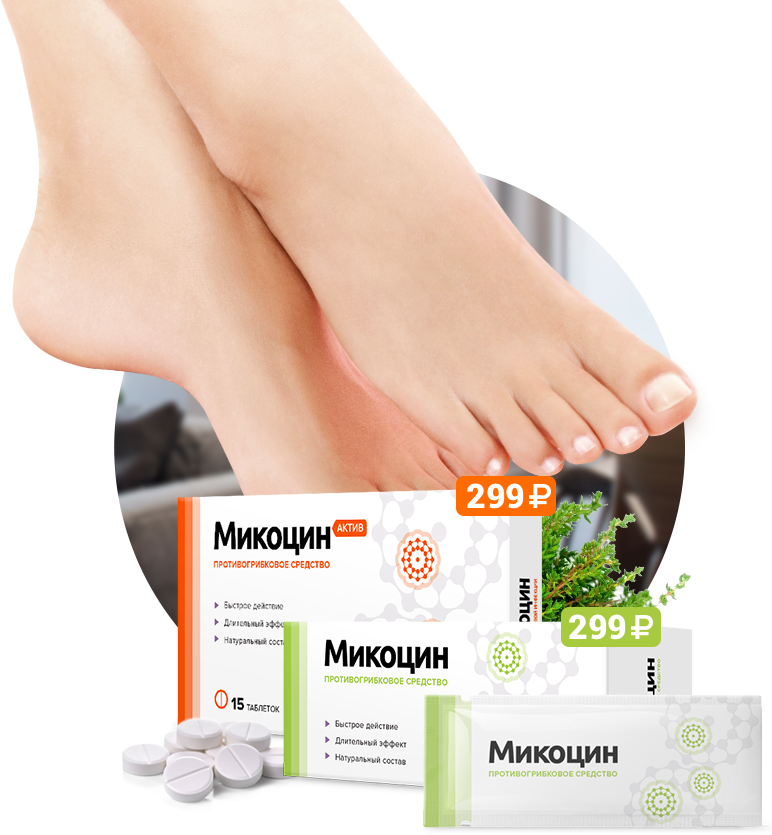 299₽
Микоцин АКТИВ
ПРОТИВОГРИБКОВОЕ СРЕДСТВО
Быстрое действие
Длительный
Натуральный
15 ТАБЛЕТОК
299₽
Микоцин
ПРОТИВОГРИБКОВОЕ СРЕДСТВО
Быстрое действие
Длительный эффект
Натуральный состав
Микоцин
ПРОТИВОГРИБКОВОЕ СРЕДСТВО